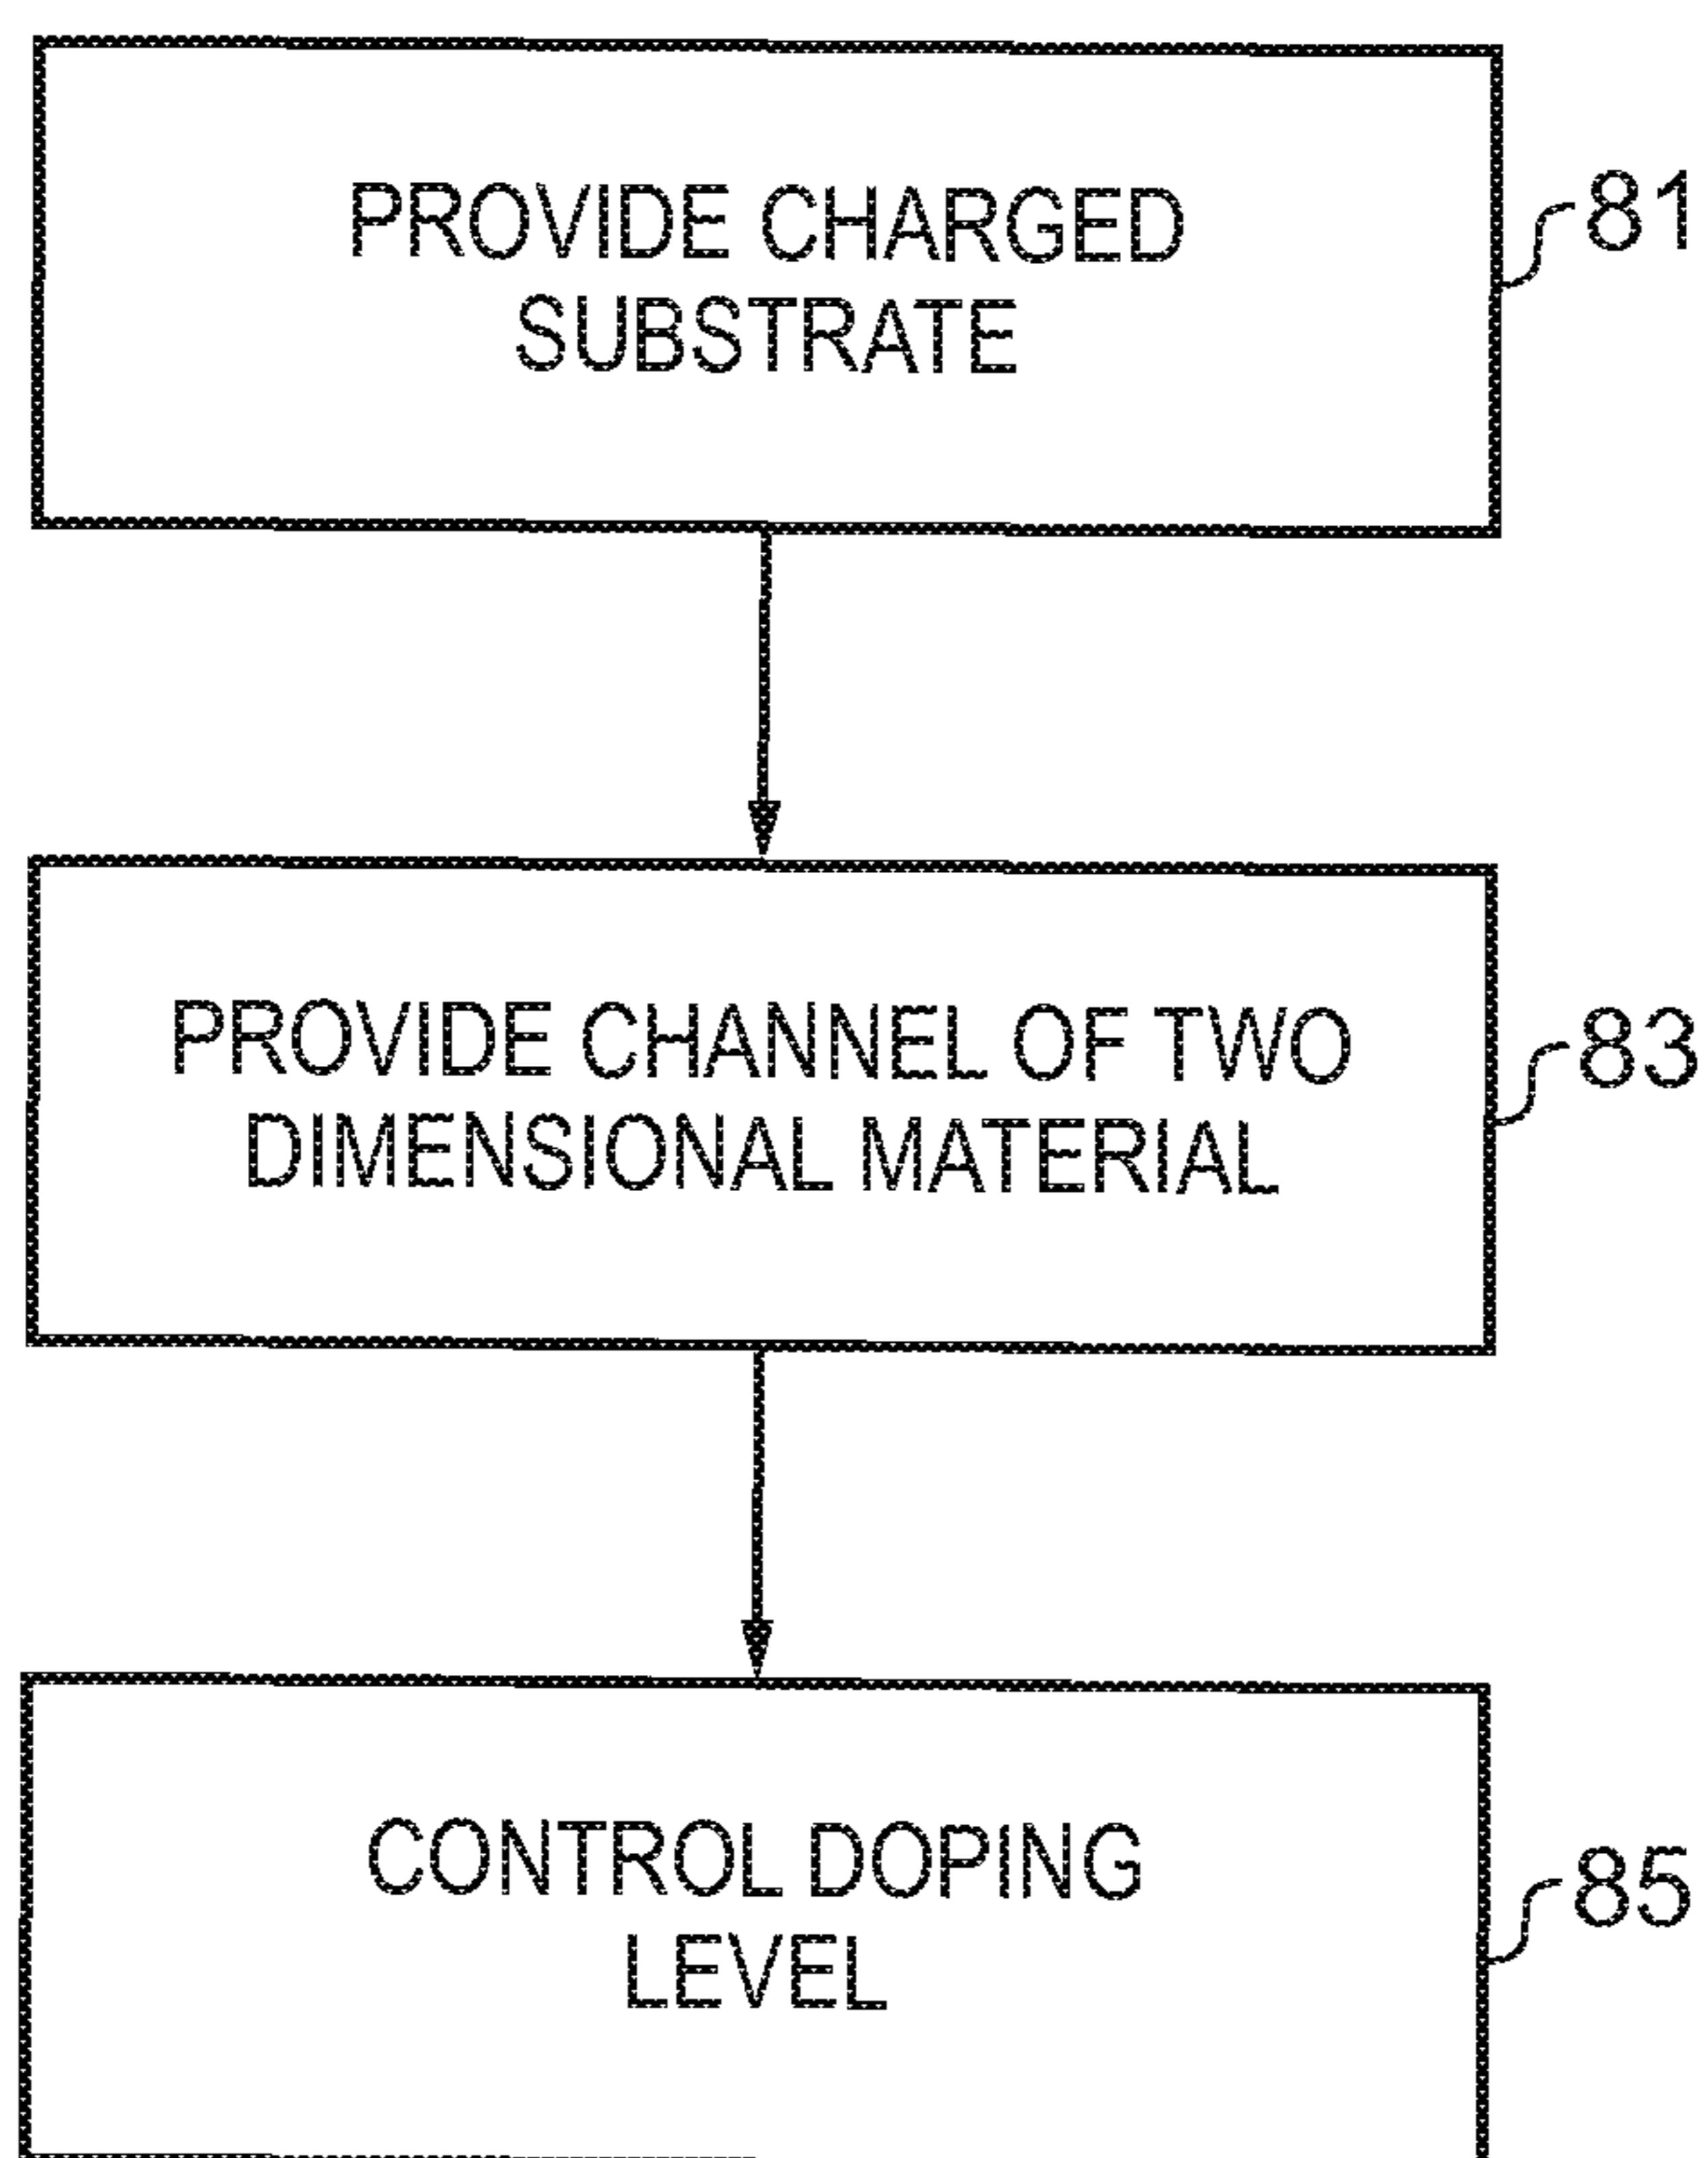 PROVIDE CHARGED
SUBSTRATE
81
PROVIDE CHANNEL OF TWO
DIMENSIONAL MATERIAL
83
CONTROL DOPING
LEVEL
85